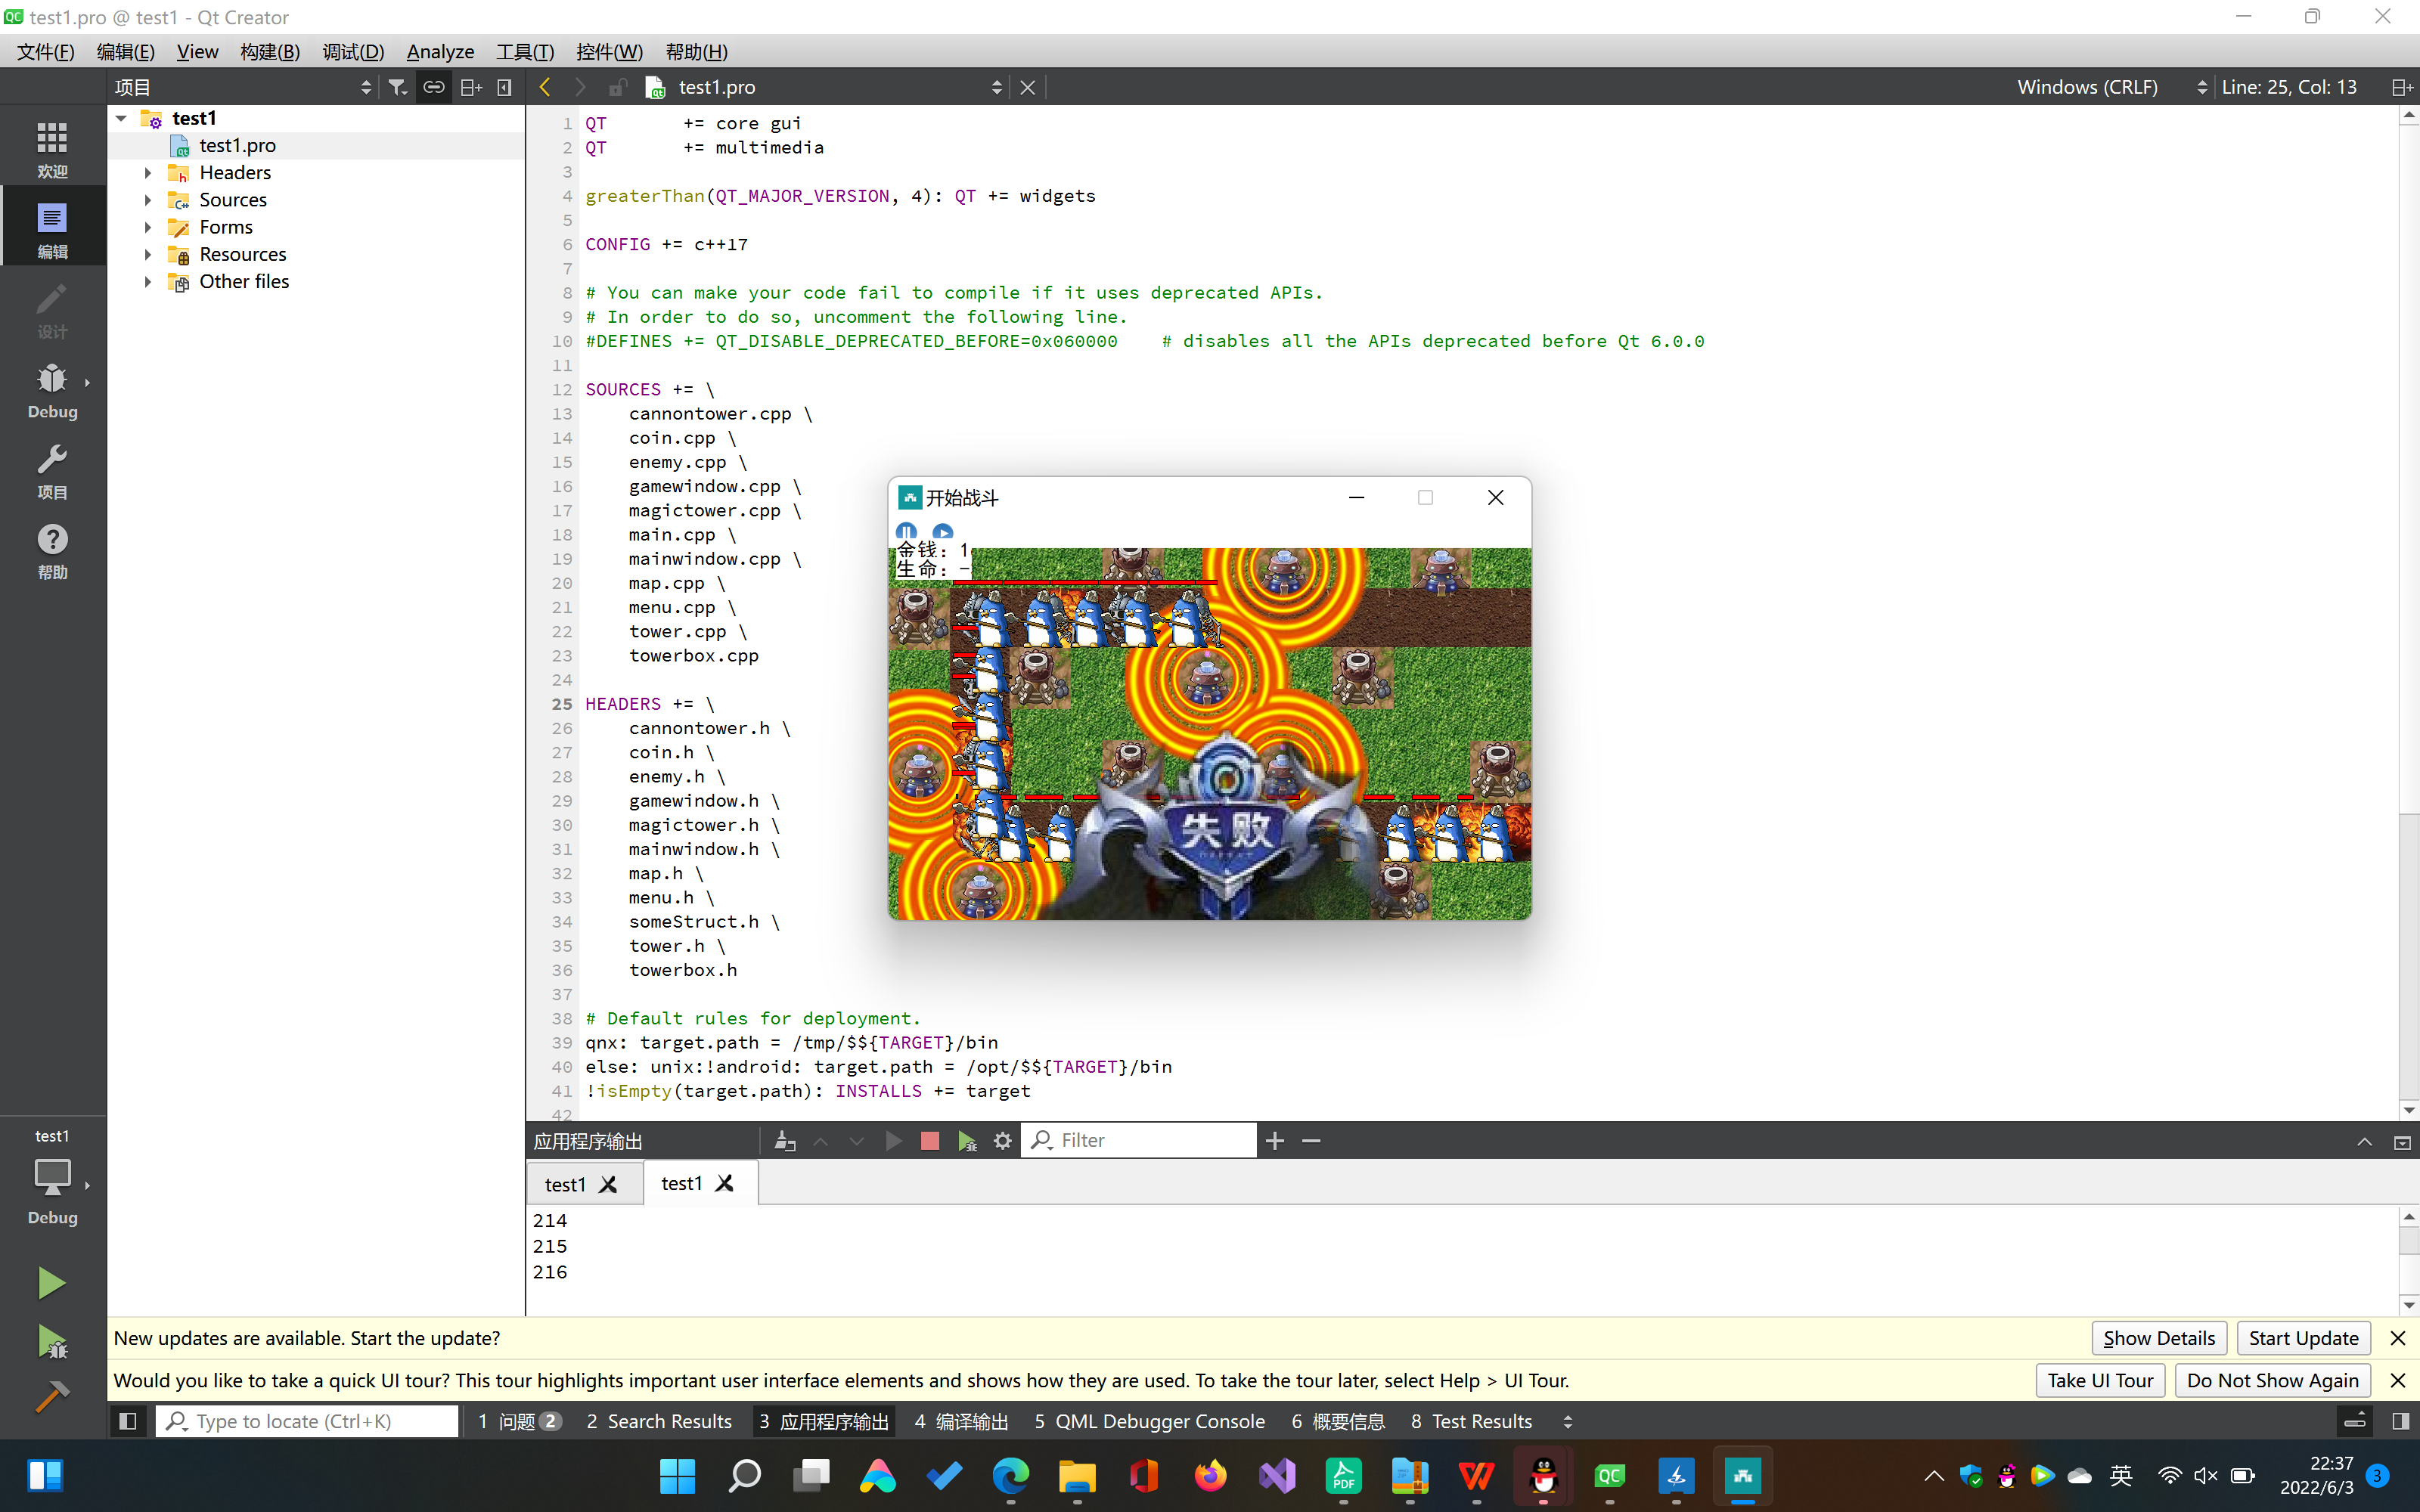 test1.pro @ test1 - Qt Creator
文件(F) 编辑(E) View 构建(B) 调试(D) Analyze 工具(T) 控件(W) 帮助(H)
项目
test1.pro
Windows (CRLF)
Line: 25, Col: 13
欢迎
编辑
设计
Debug
项目
帮助
test1
test1.pro
Headers
Sources
Forms
Resources
Other files
1 QT += core gui
2 QT += multimedia
3
4 greaterThan(QT_MAJOR_VERSION, 4): QT += widgets
5
6 CONFIG += c++17
7
8 # You can make your code fail to compile if it uses deprecated APIs.
9 # In order to do so, uncomment the following line.
10 #DEFINES += QT_DISABLE_DEPRECATED_BEFORE=0x060000 # disables all the APIs deprecated before Qt 6.0.0
11
12 SOURCES += \
13 cannontower.cpp \
14 coin.cpp \
15 enemy.cpp \
16 gamewindow.cpp \
17 magictower.cpp \
18 main.cpp \
19 mainwindow.cpp \
20 map.cpp \
21 menu.cpp \
22 tower.cpp \
23 towerbox.cpp
24
25 HEADERS += \
26 cannontower.h \
27 coin.h \
28 enemy.h \
29 gamewindow.h \
30 magictower.h \
31 mainwindow.h \
32 map.h \
33 menu.h \
34 someStruct.h \
35 tower.h \
36 towerbox.h
37
38 # Default rules for deployment.
39 qnx: target.path = /tmp/$${TARGET}/bin
40 else: unix:!android: target.path = /opt/$${TARGET}/bin
41 !isEmpty(target.path): INSTALLS += target
42
开始战斗
金钱：1
生命：-
失败
test1
Debug
应用程序输出
Filter
test1
test1
214
215
216
New updates are available. Start the update?
Show Details
Start Update
Would you like to take a quick UI tour? This tour highlights important user interface elements and shows how they are used. To take the tour later, select Help > UI Tour.
Take UI Tour
Do Not Show Again
Type to locate (Ctrl+K)
1 问题 2
2 Search Results
3 应用程序输出
4 编译输出
5 QML Debugger Console
6 概要信息
8 Test Results
英
22:37
2022/6/3
3